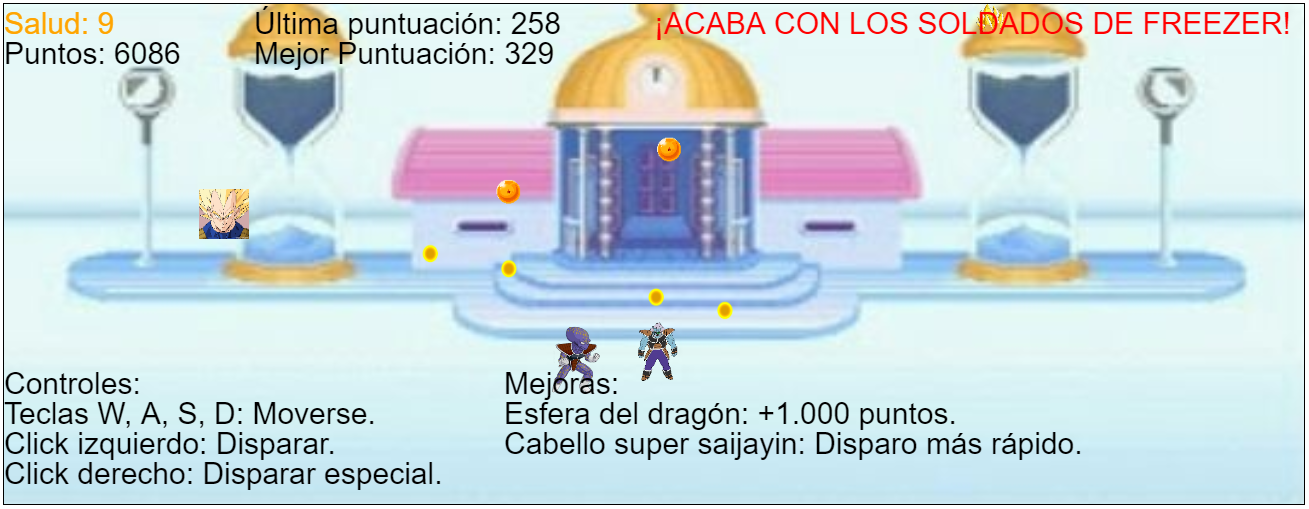 Salud: 9
Última puntuación: 258
¡ACABA CON LOS SOLDADOS DE FREEZER!
Puntos: 6086
Mejor Puntuación: 329
Controles:
Teclas W, A, S, D: Moverse.
Click izquierdo: Disparar.
Click derecho: Disparar especial.
Mejoras:
Esfera del dragón: +1.000 puntos.
Cabello super saijayin: Disparo más rápido.